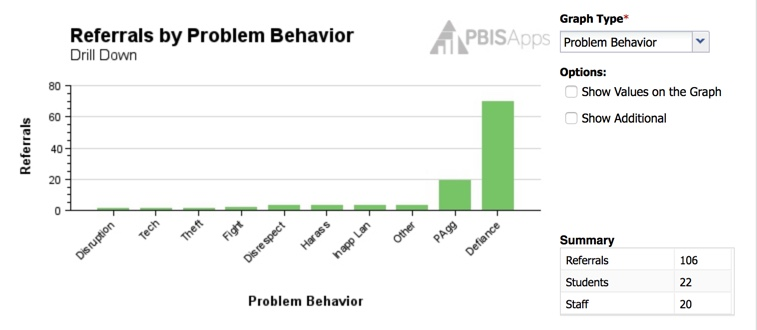 Referrals by Problem Behavior
Drill Down
PBISApps
80
60
40
20
0
Referrals
Disruption
Tech
Theft
Fight
Disrespect
Harass
Inapp Lan
Other
PAgg
Defiance
Problem Behavior
Graph Type*
Problem Behavior
Options:
Show Values on the Graph
Show Additional
Summary
Referrals 106
Students 22
Staff 20